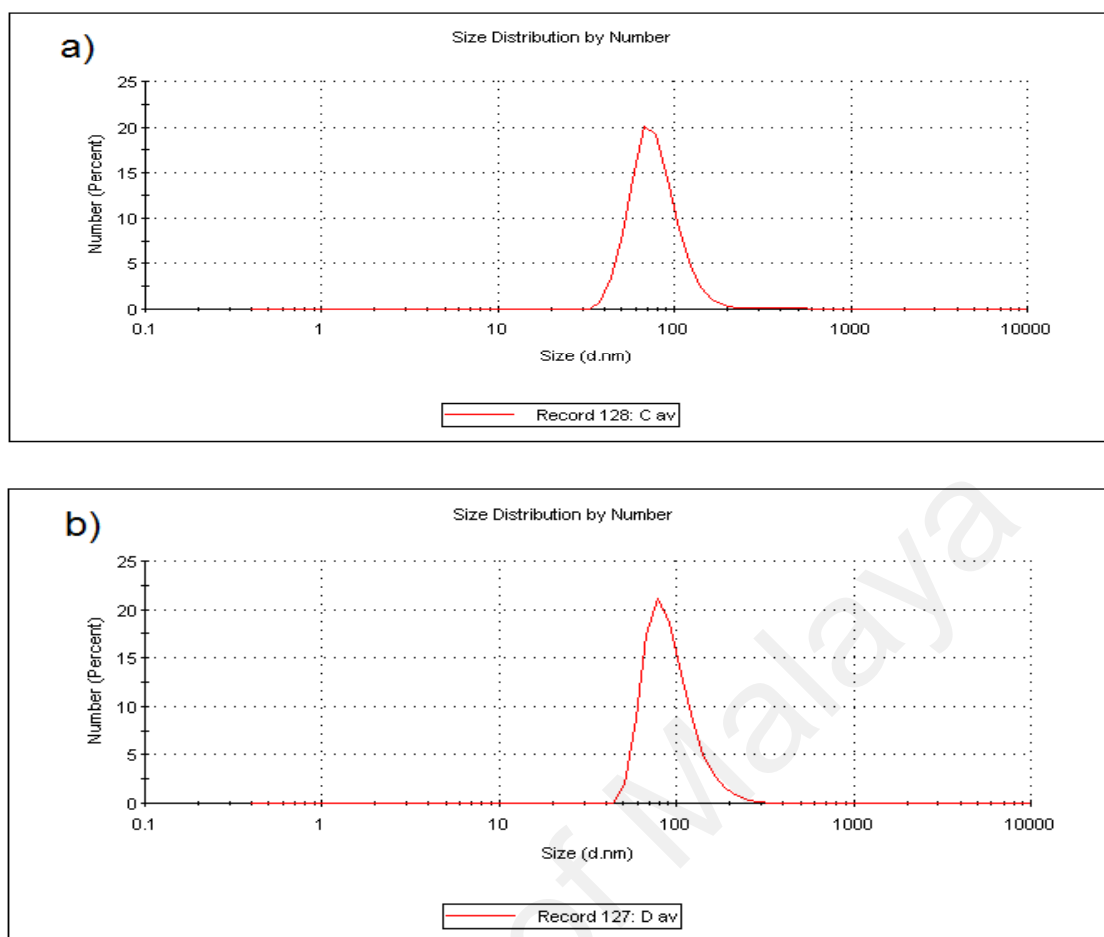 a)
Size Distribution by Number
25
20
15
10
5
0
Number (Percent)
0.1 1 10 100 1000 10000
Size (d.nm)
Record 128: C av
b)
Size Distribution by Number
25
20
15
10
5
0
Number (Percent)
0.1 1 10 100 1000 10000
Size (d.nm)
Record 127: D av
of Malaya